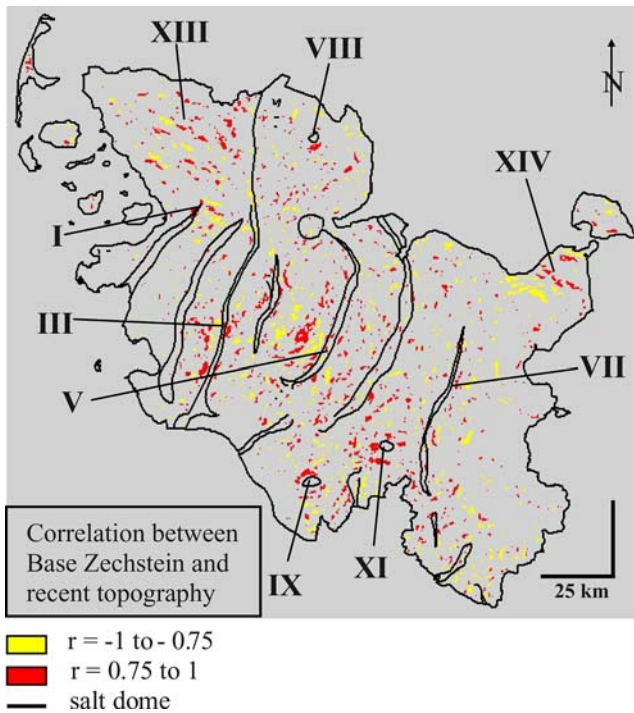 XIII
VIII
N
XIV
I
III
V
VII
IX
XI
25 km
Correlation between
Base Zechstein and
recent topography
r = -1 to - 0.75
r = 0.75 to 1
salt dome